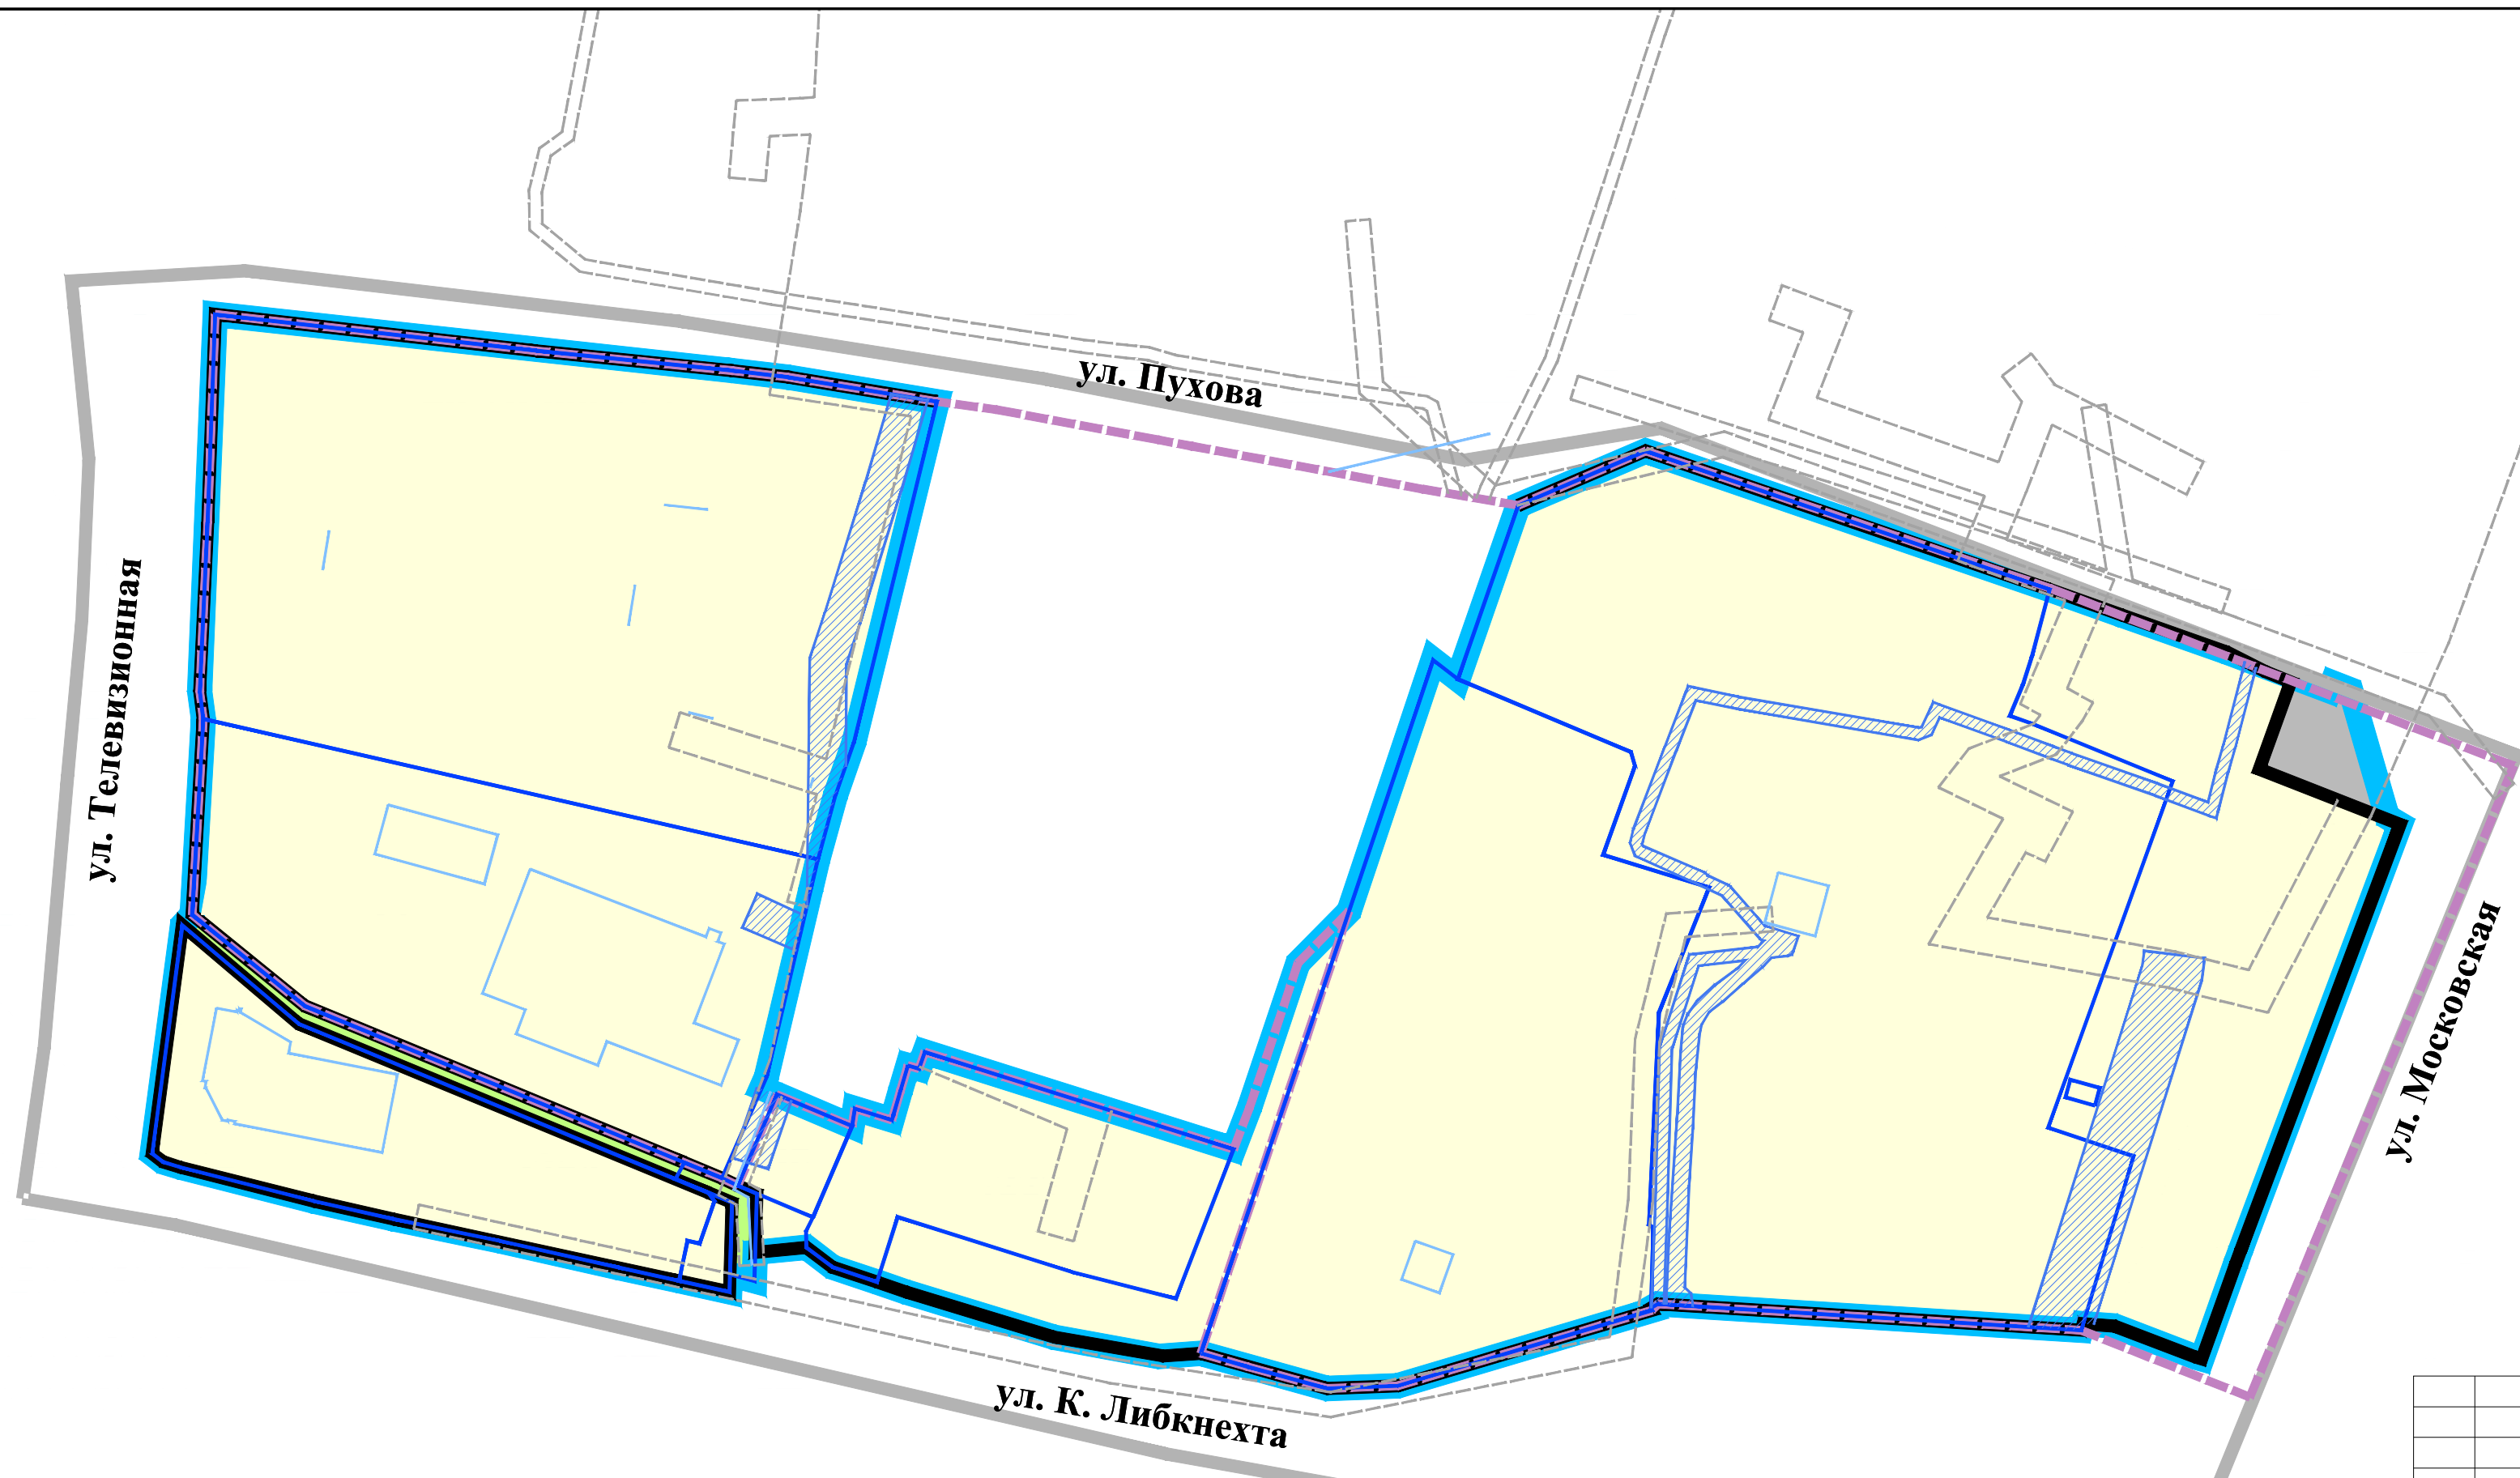 ул. Пухова
ул. Телевизионная
ул. Московская
ул. К. Либкнехта